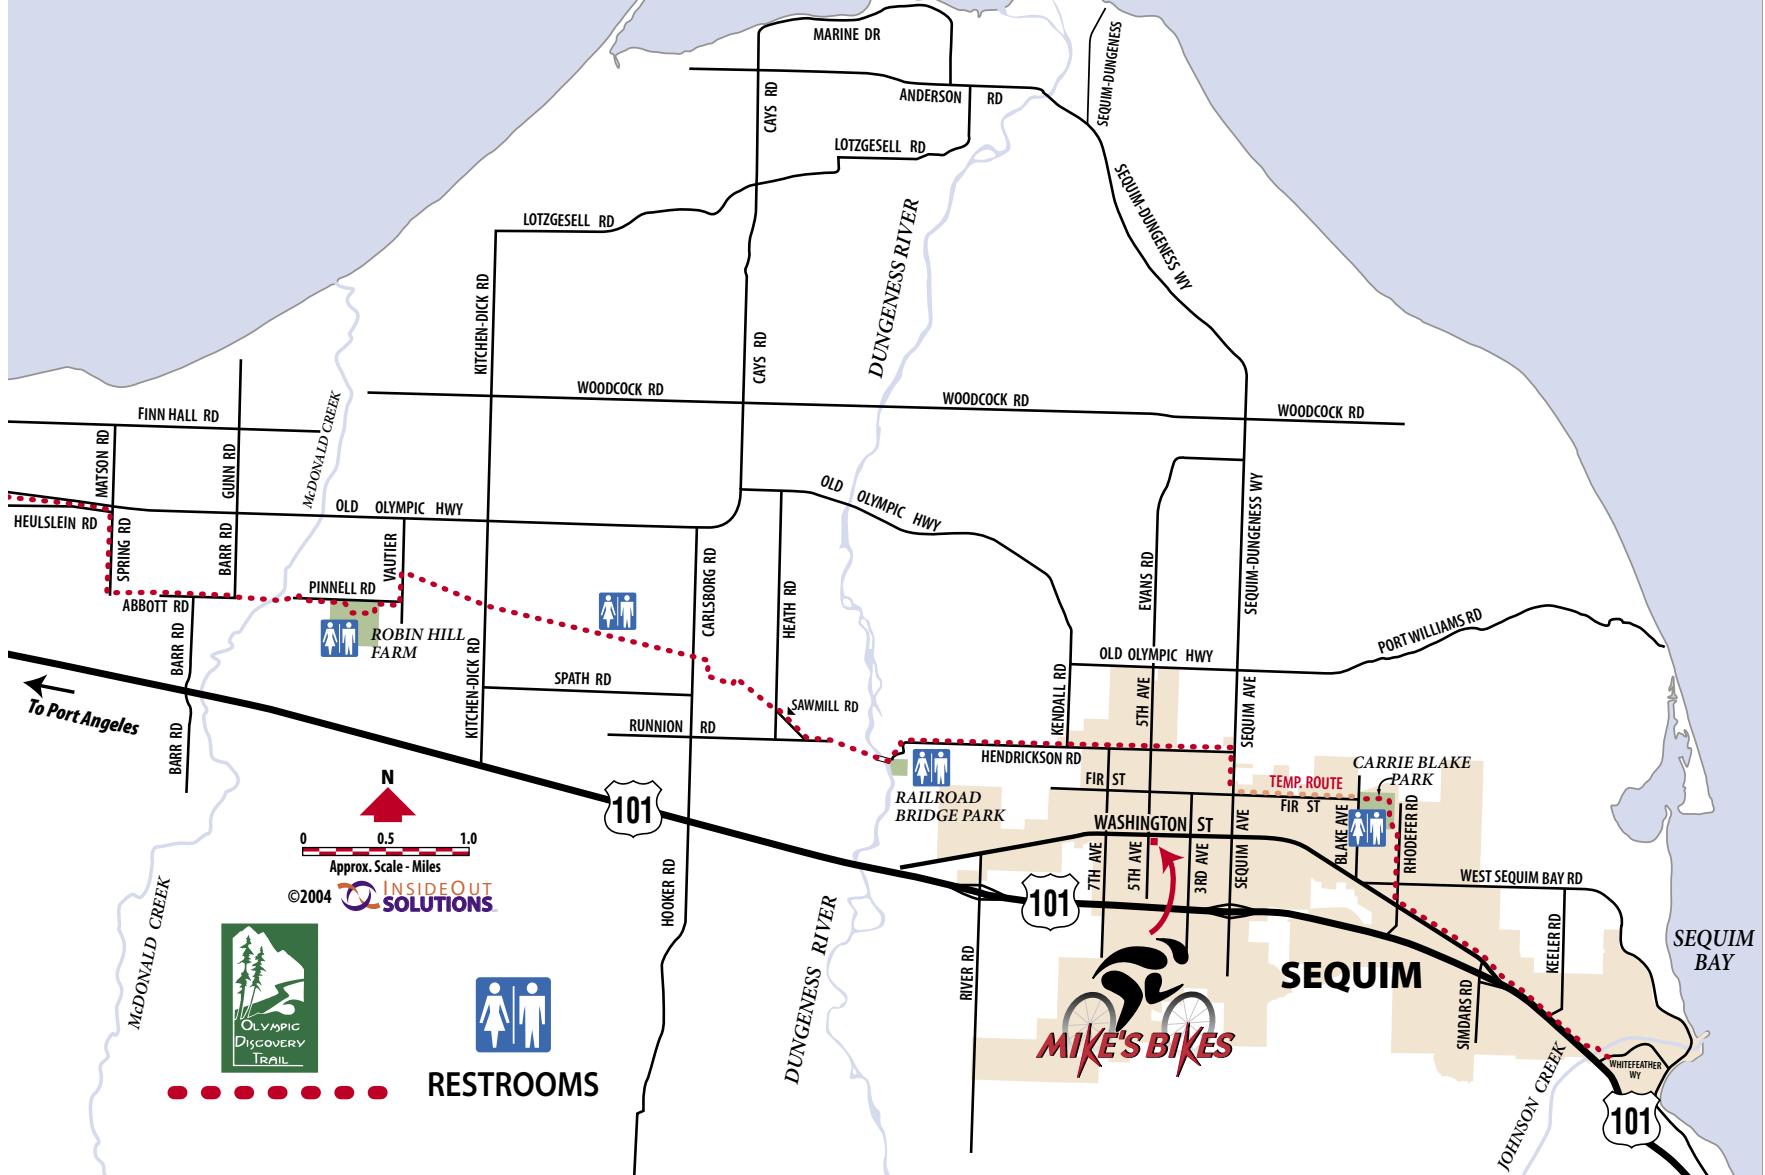 MARINE DR
SEQUIM-DUNGENESS
ANDERSON RD
CAYS RD
LOTZGESELL RD
SEQUIM-DUNGENESS WY
LOTZGESELL RD
DUNGENESS RIVER
KITCHEN-DICK RD
CAYS RD
WOODCOCK RD
WOODCOCK RD
WOODCOCK RD
FINN HALL RD
McDONALD CREEK
MATSON RD
GUNN RD
OLD OLYMPIC HWY
OLD OLYMPIC HWY
SEQUIM-DUNGENESS WY
HEULSLEIN RD
SPRING RD
BARR RD
VAUTIER
PINNELL RD
ABBOTT RD
CARLSBORG RD
HEATH RD
EVANS RD
ROBIN HILL
FARM
BARR RD
KITCHEN-DICK RD
SPATH RD
OLD OLYMPIC HWY
PORT WILLIAMS RD
KENDALL RD
5TH AVE
SEQUIM AVE
To Port Angeles
BARR RD
SAWMILL RD
RUNNION RD
HENDRICKSON RD
FIR ST
TEMP. ROUTE
FIR ST
CARRIE BLAKE
PARK
RAILROAD
BRIDGE PARK
WASHINGTON ST
BLAKE AVE
RHODEFER RD
N
0 0.5 1.0
Approx. Scale - Miles
©2004 INSIDEOUT
SOLUTIONS
101
HOOKER RD
7TH AVE
5TH AVE
3RD AVE
SEQUIM AVE
WEST SEQUIM BAY RD
101
McDONALD CREEK
DUNGENESS RIVER
RIVER RD
SEQUIM
KEELER RD
SIMDARS RD
SEQUIM
BAY
OLYMPIC
DISCOVERY
TRAIL
RESTROOMS
MIKE'S BIKES
JOHNSON CREEK
WHITEFEATHER
WY
101